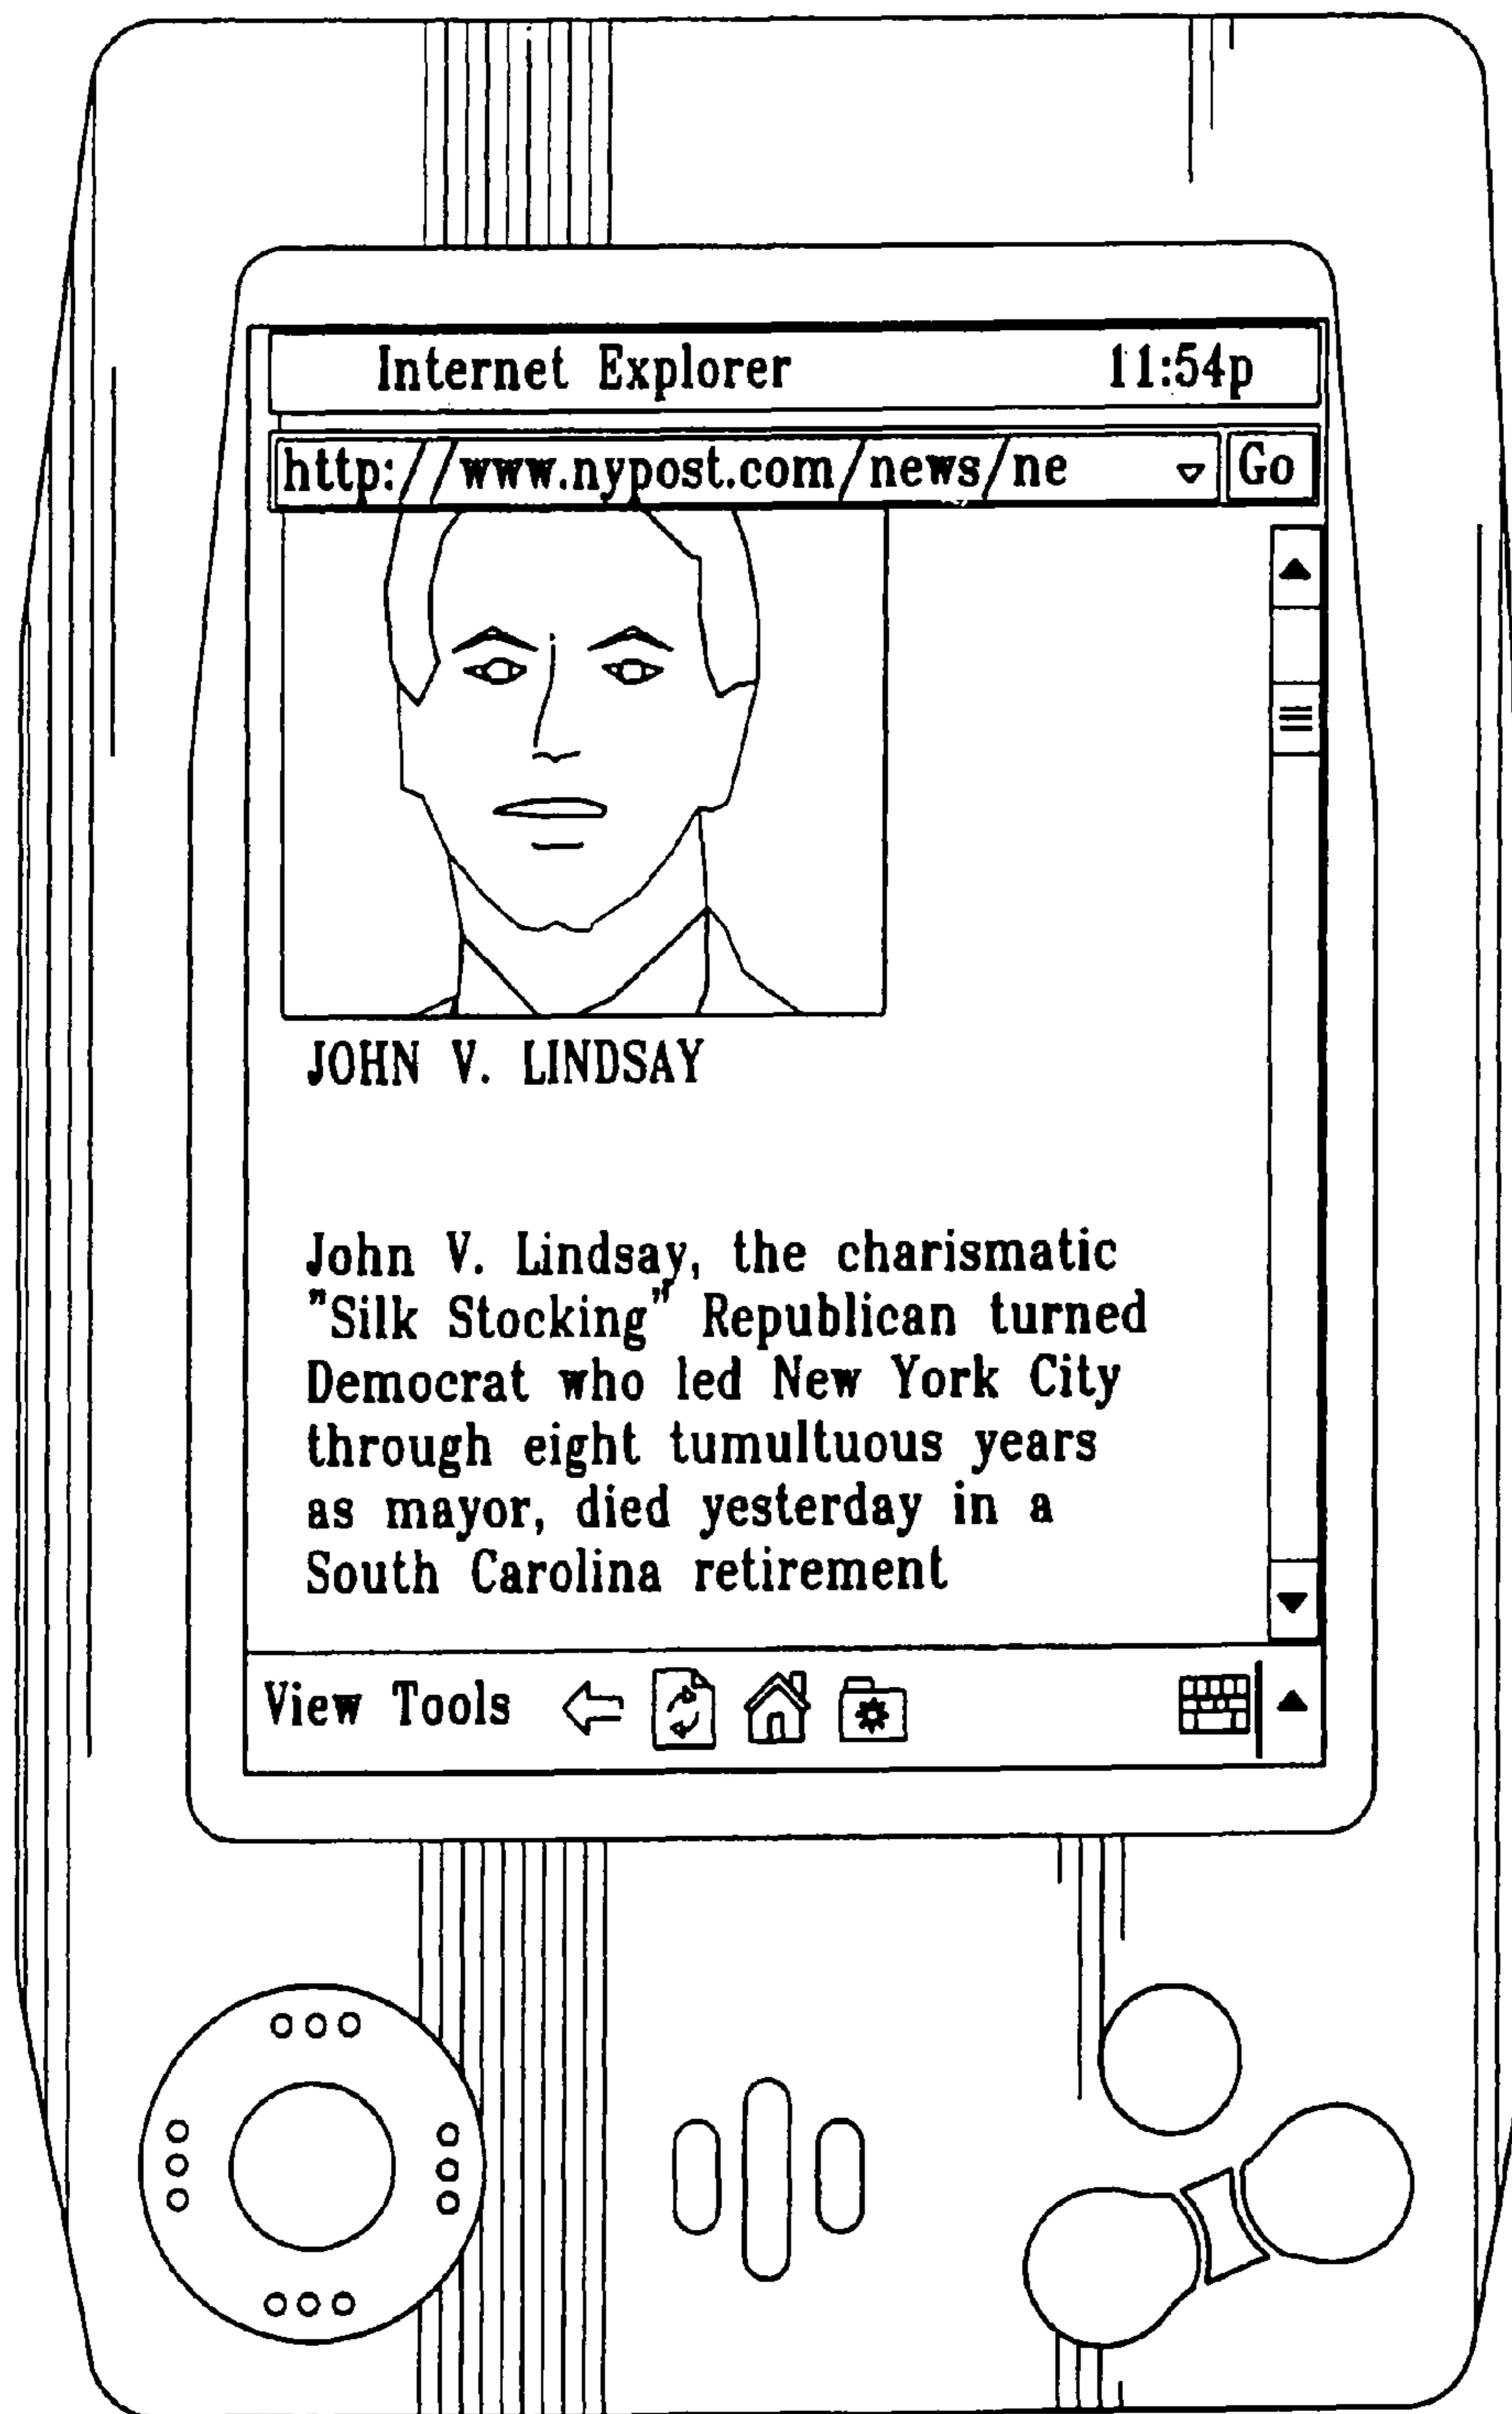 Internet Explorer 11:54p
http://www.nypost.com/news/ne Go
JOHN V. LINDSAY
John V. Lindsay, the charismatic
"Silk Stocking" Republican turned
Democrat who led New York City
through eight tumultuous years
as mayor, died yesterday in a
South Carolina retirement
View Tools